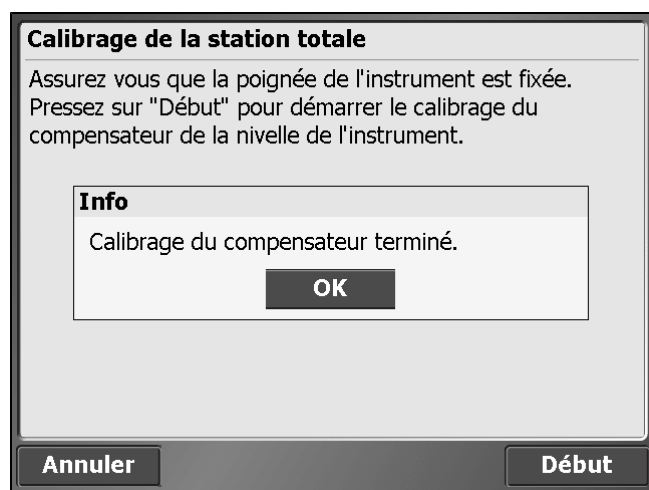 Calibrage de la station totale
Assurez vous que la poignée de l'instrument est fixée.
Pressez sur "Début" pour démarrer le calibrage du
compensateur de la nivelle de l'instrument.
Info
Calibrage du compensateur terminé.
OK
Annuler
Début